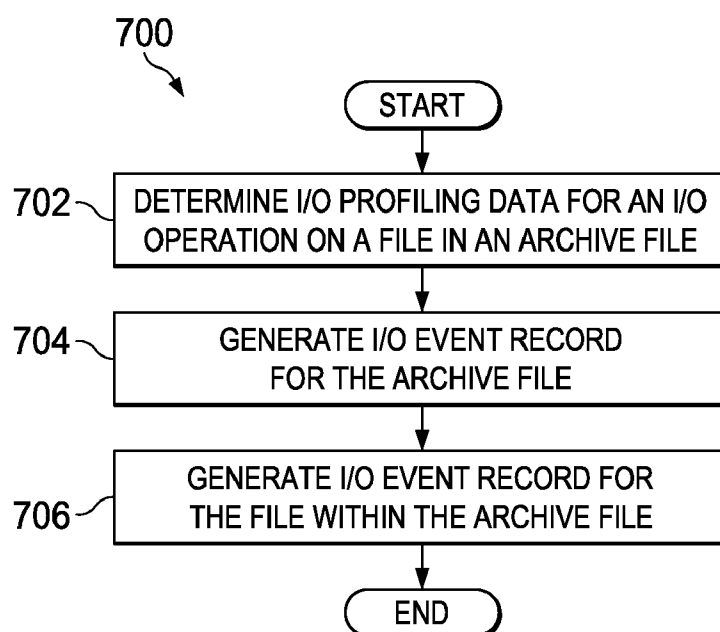 700
START
702
DETERMINE I/O PROFILING DATA FOR AN I/O
OPERATION ON A FILE IN AN ARCHIVE FILE
704
GENERATE I/O EVENT RECORD
FOR THE ARCHIVE FILE
706
GENERATE I/O EVENT RECORD FOR
THE FILE WITHIN THE ARCHIVE FILE
END